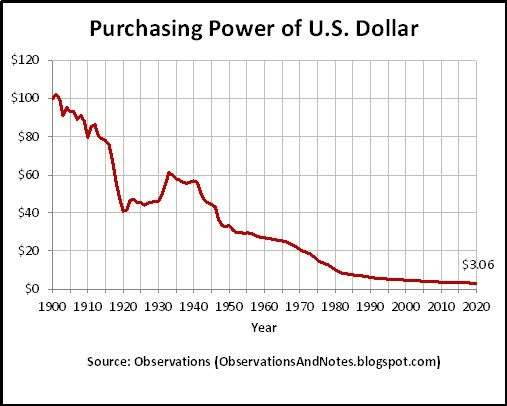 Purchasing Power of U.S. Dollar
$120
$100
$80
$60
$40
$20
$0
$3.06
1900 1910 1920 1930 1940 1950 1960 1970 1980 1990 2000 2010 2020
Year
Source: Observations (ObservationsAndNotes.blogspot.com)